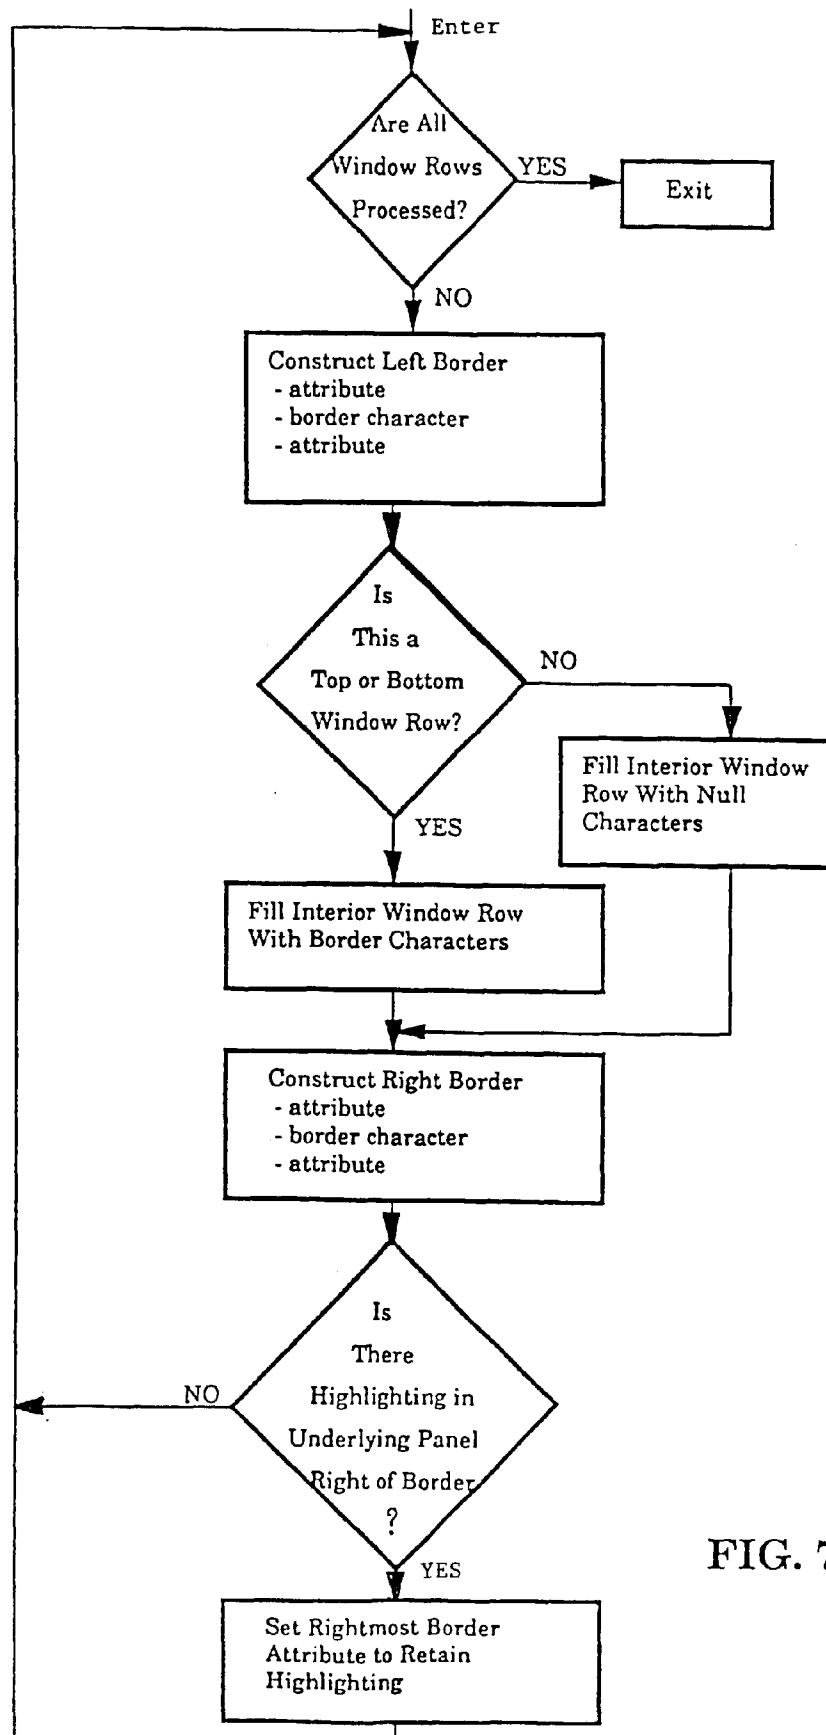 Enter
Are All
Window Rows
Processed?
YES
Exit
NO
Construct Left Border
- attribute
- border character
- attribute
Is
This a
Top or Bottom
Window Row?
NO
Fill Interior Window
Row With Null
Characters
YES
Fill Interior Window Row
With Border Characters
Construct Right Border
- attribute
- border character
- attribute
Is
There
Highlighting in
Underlying Panel
Right of Border
?
NO
YES
FIG. 7
Set Rightmost Border
Attribute to Retain
Highlighting